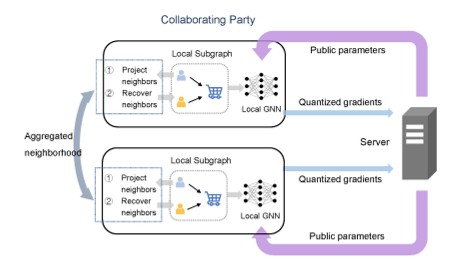 Collaborating Party
Public parameters
Local Subgraph
① Project
neighbors
② Recover
neighbors
Local GNN
Quantized gradients
Aggregated
neighborhood
Server
Local Subgraph
① Project
neighbors
② Recover
neighbors
Local GNN
Quantized gradients
Public parameters